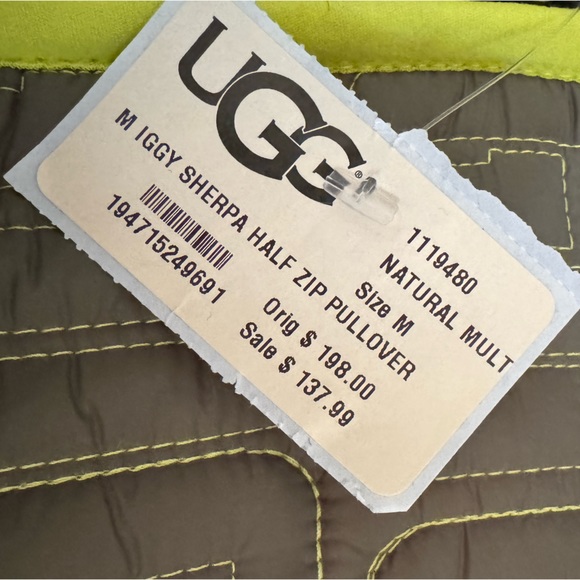 UGG®
1119480
NATURAL MULT
M IGGY SHERPA HALF ZIP PULLOVER
Size M
194715249691
Orig $ 198.00
Sale $ 137.99